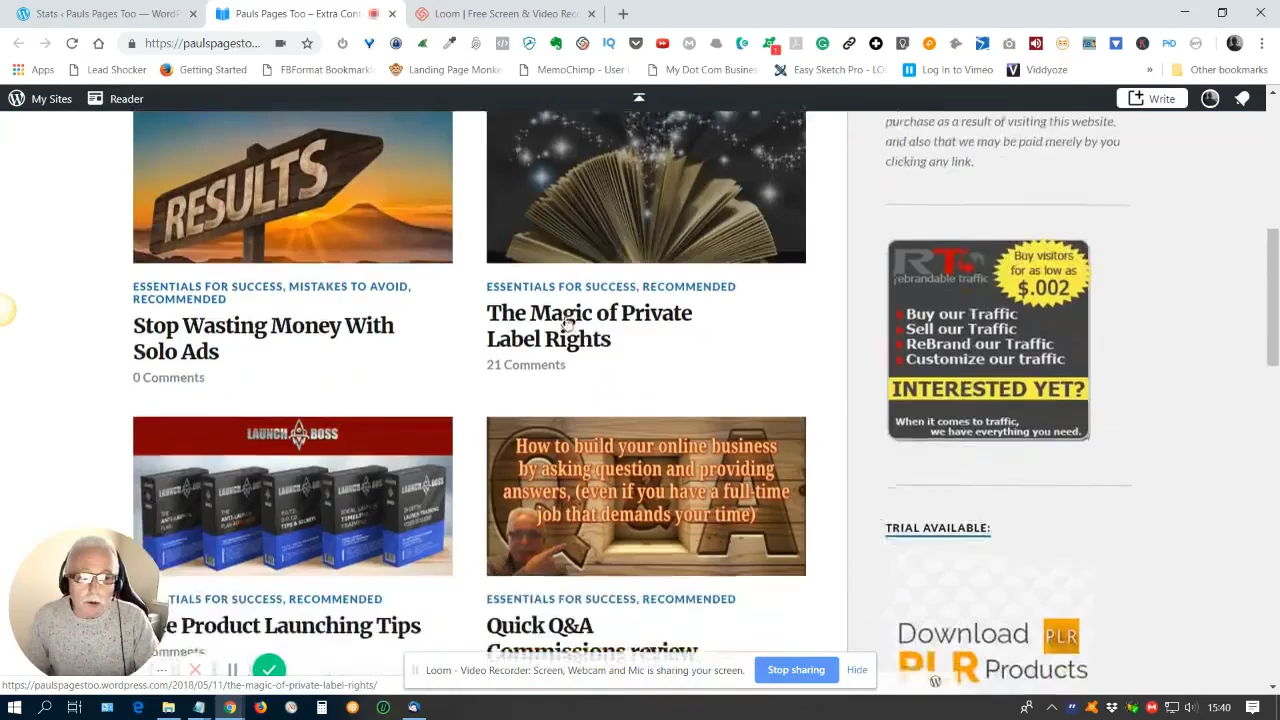 Stats ‹ Pauls Pages Too — WordP
Pauls Pages Too – Extra Cont
Loom | Free Screen & Video Rec
https://paulspagestoo
Apps
Lead Shocker
Getting Started
FBFormat Bookmark
Landing Page Monke
MemoChimp - User L
My Dot Com Busines
Easy Sketch Pro - LO
Log In to Vimeo
Viddyoze
Other bookmarks
My Sites
Reader
Write
purchase as a result of visiting this website,
and also that we may be paid merely by you
clicking any link.
RESULTS
ESSENTIALS FOR SUCCESS, MISTAKES TO AVOID,
RECOMMENDED
Stop Wasting Money With
Solo Ads
0 Comments
ESSENTIALS FOR SUCCESS, RECOMMENDED
The Magic of Private
Label Rights
21 Comments
RT
rebrandable traffic
Buy visitors
for as low as
$.002
Buy our Traffic
Sell our Traffic
ReBrand our Traffic
Customize our traffic
INTERESTED YET?
When it comes to traffic,
we have everything you need.
LAUNCH BOSS
TIALS FOR SUCCESS, RECOMMENDED
e Product Launching Tips
omments
How to build your online business
by asking question and providing
answers, (even if you have a full-time
job that demands your time)
Q A
ESSENTIALS FOR SUCCESS, RECOMMENDED
Quick Q&A
Commissions review
TRIAL AVAILABLE:
Download PLR
PLR Products
Loom - Video Recorder: Screen, Webcam and Mic is sharing your screen.
Stop sharing
Hide
https://paulspagestoo.wordpress.com/2018/05/11/the-magic-of-private-label-rights/
15:40